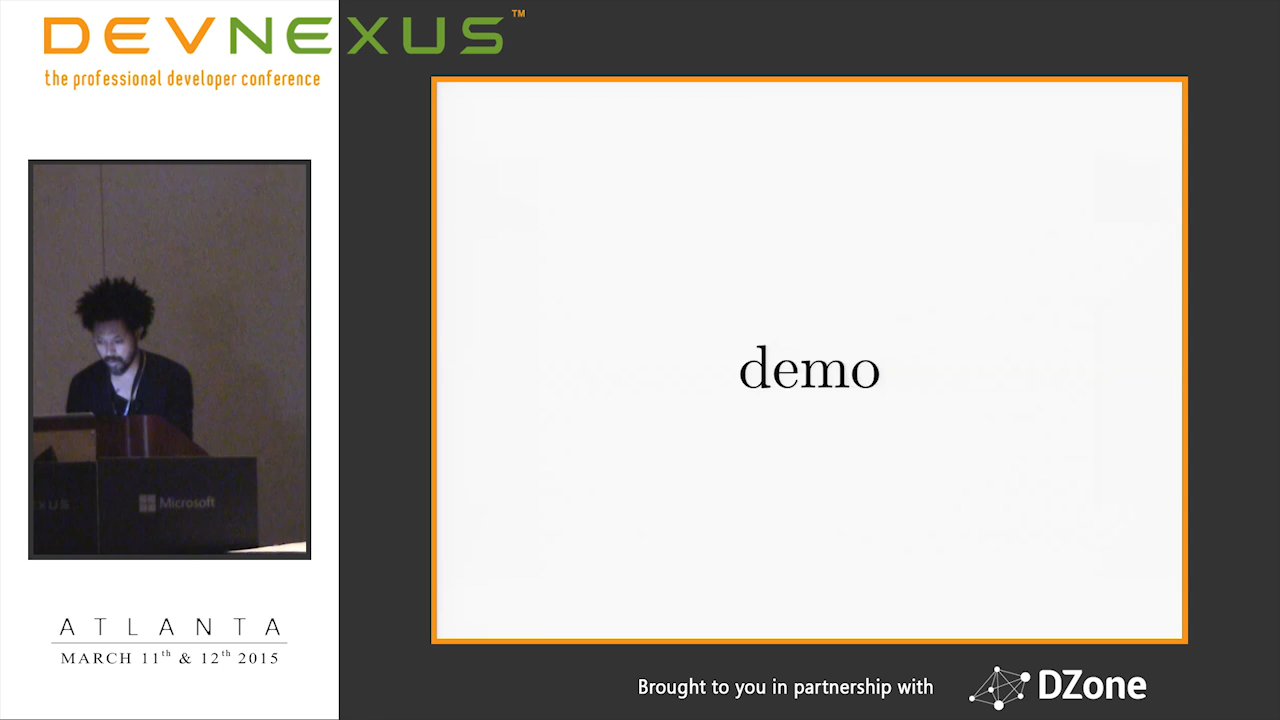 DEVNEXUS™
the professional developer conference
XUS
Microsoft
ATLANTA
MARCH 11th & 12th 2015
demo
Brought to you in partnership with
DZone